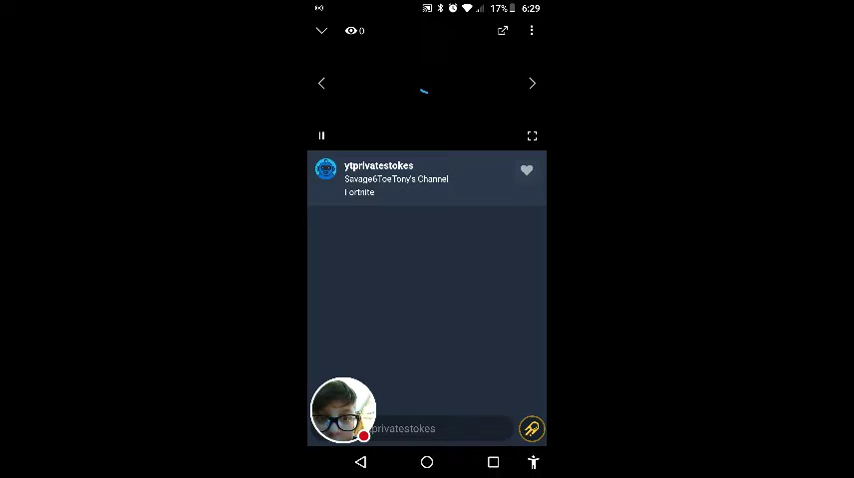 17% 6:29
0
ytprivatestokes
Savage6ToeTony's Channel
Fortnite
privatestokes